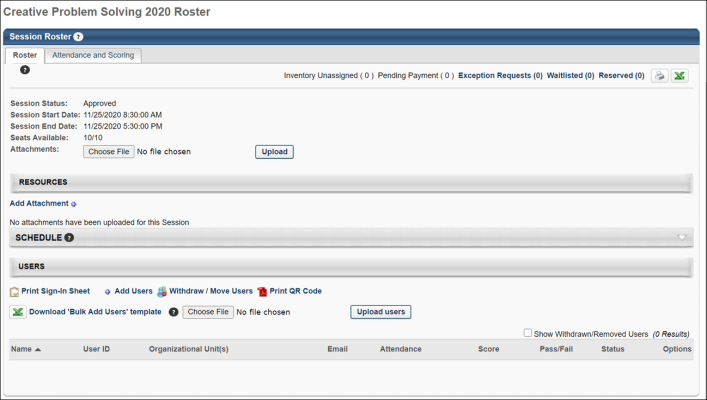 Creative Problem Solving 2020 Roster
Session Roster ?
Roster Attendance and Scoring
? Inventory Unassigned ( 0 ) Pending Payment ( 0 ) Exception Requests (0) Waitlisted (0) Reserved (0)
Session Status: Approved
Session Start Date: 11/25/2020 8:30:00 AM
Session End Date: 11/25/2020 5:30:00 PM
Seats Available: 10/10
Attachments: Choose File No file chosen Upload
RESOURCES
Add Attachment
No attachments have been uploaded for this Session
SCHEDULE ?
USERS
Print Sign-In Sheet Add Users Withdraw / Move Users Print QR Code
Download 'Bulk Add Users' template ? Choose File No file chosen Upload users
Show Withdrawn/Removed Users (0 Results)
Name User ID Organizational Unit(s) Email Attendance Score Pass/Fail Status Options